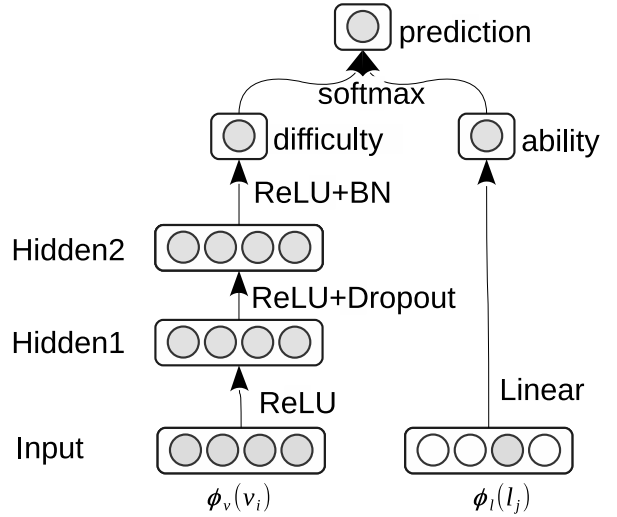 prediction
softmax
difficulty
ability
ReLU+BN
Hidden2
ReLU+Dropout
Hidden1
ReLU
Linear
Input
ϕᵥ(vᵢ)
ϕₗ(lⱼ)